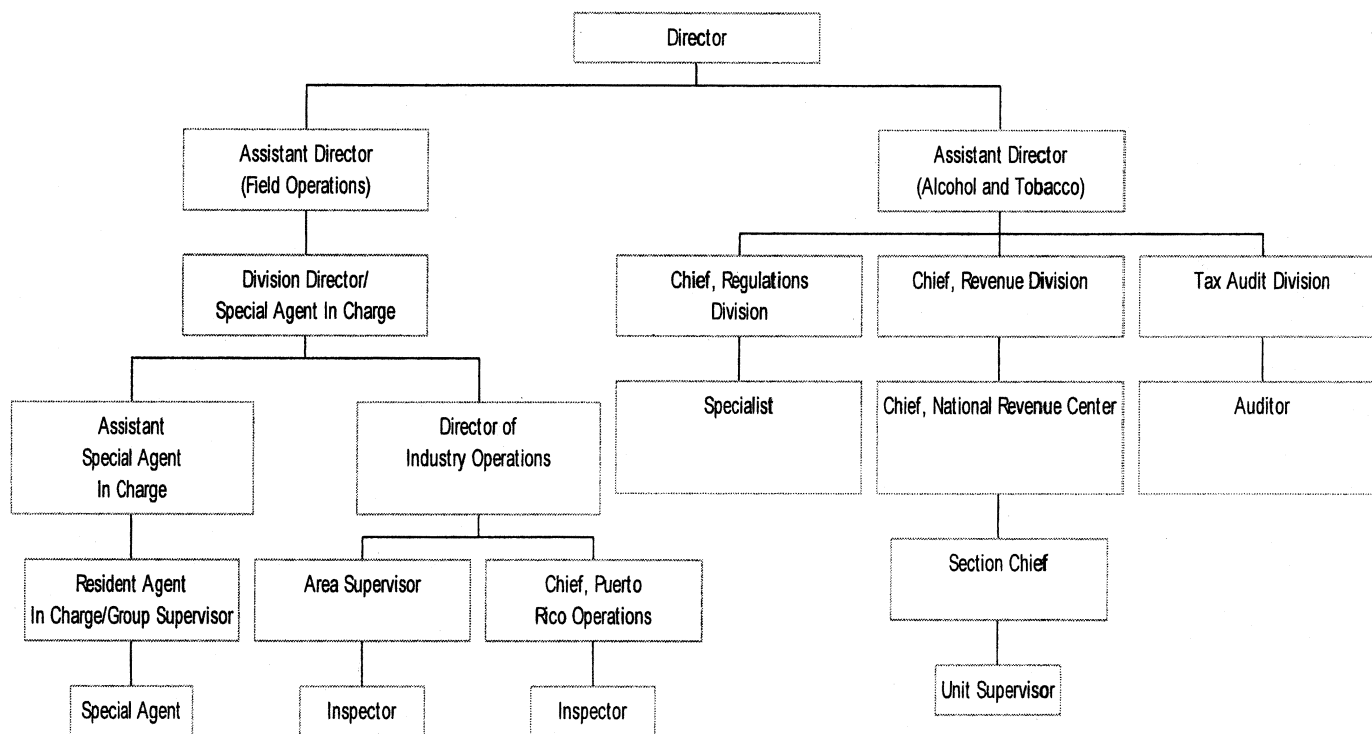 Director
Assistant Director
(Field Operations)
Assistant Director
(Alcohol and Tobacco)
Division Director/
Special Agent In Charge
Chief, Regulations
Division
Chief, Revenue Division
Tax Audit Division
Assistant
Special Agent
In Charge
Director of
Industry Operations
Specialist
Chief, National Revenue Center
Auditor
Resident Agent
In Charge/Group Supervisor
Area Supervisor
Chief, Puerto
Rico Operations
Section Chief
Special Agent
Inspector
Inspector
Unit Supervisor